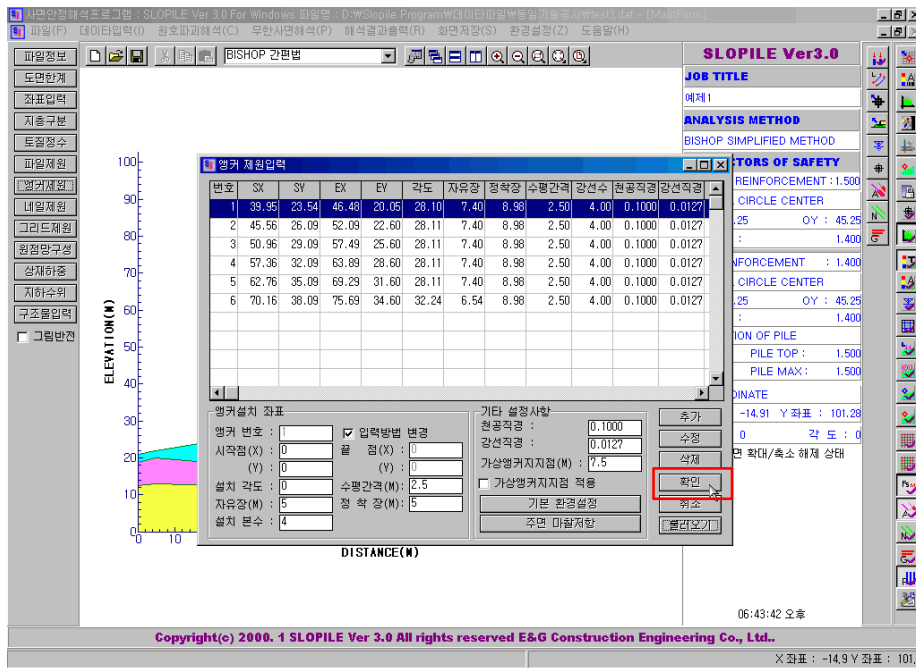 사면안정해석프로그램 : SLOPILE Ver 3.0 For Windows 파일명 : D:₩Slopile Program₩데이타파일₩동일기술공사₩test3.dat - [MainForm]
파일(F) 데이타입력(I) 원호파괴해석(C) 무한사면해석(P) 해석결과출력(R) 화면저장(S) 환경설정(Z) 도움말(H)
파일정보
BISHOP 간편법
도면한계
좌표입력
지층구분
토질정수
파일제원
앵커제원
네일제원
그리드제원
원점망구성
상재하중
지하수위
구조물입력
그림반전
SLOPILE Ver3.0
JOB TITLE
예제1
ANALYSIS METHOD
BISHOP SIMPLIFIED METHOD
TORS OF SAFETY
REINFORCEMENT : 1.500
CIRCLE CENTER
.25 OY : 45.25
: 1.400
NFORCEMENT : 1.400
CIRCLE CENTER
.25 OY : 45.25
: 1.400
ION OF PILE
PILE TOP : 1.500
PILE MAX : 1.500
DINATE
-14.91 Y 좌표 : 101.28
0 각 도 : 0
면 확대/축소 해제 상태
06:43:42 오후
앵커 제원입력
번호 SX SY EX EY 각도 자유장 정착장 수평간격 강선수 천공직경 강선직경
1 39.95 23.54 46.48 20.05 28.10 7.40 8.98 2.50 4.00 0.1000 0.0127
2 45.56 26.09 52.09 22.60 28.11 7.40 8.98 2.50 4.00 0.1000 0.0127
3 50.96 29.09 57.49 25.60 28.11 7.40 8.98 2.50 4.00 0.1000 0.0127
4 57.36 32.09 63.89 28.60 28.11 7.40 8.98 2.50 4.00 0.1000 0.0127
5 62.76 35.09 69.29 31.60 28.11 7.40 8.98 2.50 4.00 0.1000 0.0127
6 70.16 38.09 75.69 34.60 32.24 6.54 8.98 2.50 4.00 0.1000 0.0127
앵커설치 좌표
앵커 번호 : 1 입력방법 변경
시작점(X) : 0 끝 점(X) : 0
(Y) : 0 (Y) : 0
설치 각도 : 0 수평간격(M): 2.5
자유장(M) : 5 정 착 장(M): 5
설치 본수 : 4
기타 설정사항
천공직경 : 0.1000
강선직경 : 0.0127
가상앵커지지점(M) : 7.5
가상앵커지지점 적용
기본 환경설정
주면 마찰저항
추가
수정
삭제
확인
취소
불러오기
100
90
80
70
60
50
40
30
20
10
0
0 10
ELEVATION(M)
DISTANCE(M)
Copyright(c) 2000. 1 SLOPILE Ver 3.0 All rights reserved E&G Construction Engineering Co., Ltd..
X 좌표 : -14.9 Y 좌표 : 101.